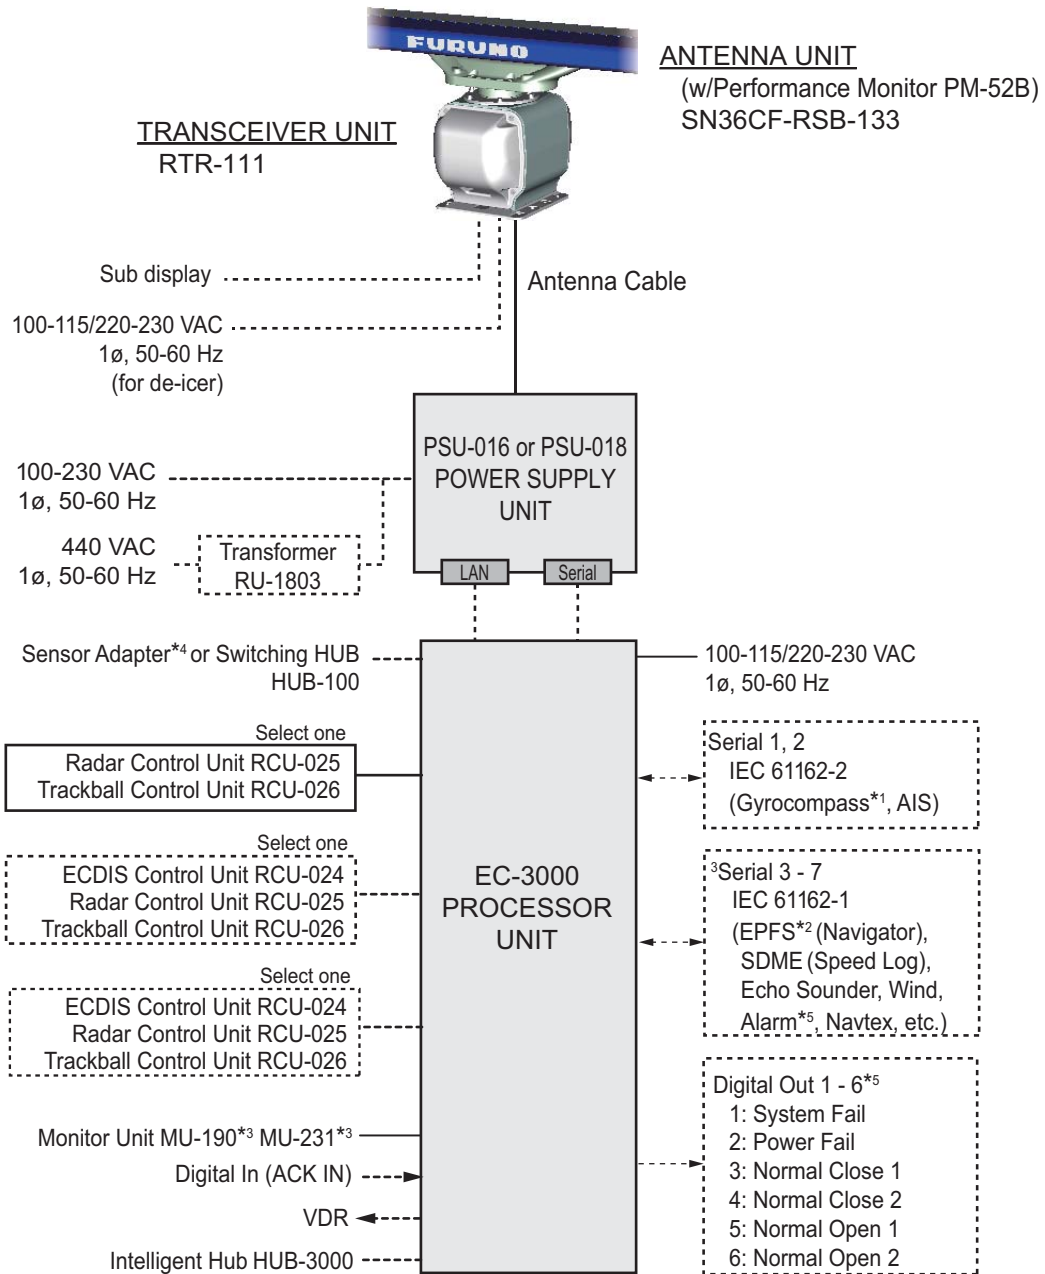 FURUNO
ANTENNA UNIT
(w/Performance Monitor PM-52B)
SN36CF-RSB-133
TRANSCEIVER UNIT
RTR-111
Sub display
Antenna Cable
100-115/220-230 VAC
1ø, 50-60 Hz
(for de-icer)
PSU-016 or PSU-018
POWER SUPPLY
UNIT
100-230 VAC
1ø, 50-60 Hz
440 VAC
1ø, 50-60 Hz
Transformer
RU-1803
LAN
Serial
Sensor Adapter*4 or Switching HUB
HUB-100
100-115/220-230 VAC
1ø, 50-60 Hz
Select one
Radar Control Unit RCU-025
Trackball Control Unit RCU-026
Select one
ECDIS Control Unit RCU-024
Radar Control Unit RCU-025
Trackball Control Unit RCU-026
Select one
ECDIS Control Unit RCU-024
Radar Control Unit RCU-025
Trackball Control Unit RCU-026
Monitor Unit MU-190*3 MU-231*3
Digital In (ACK IN)
VDR
Intelligent Hub HUB-3000
EC-3000
PROCESSOR
UNIT
Serial 1, 2
IEC 61162-2
(Gyrocompass*1, AIS)
3Serial 3 - 7
IEC 61162-1
(EPFS*2 (Navigator),
SDME (Speed Log),
Echo Sounder, Wind,
Alarm*5, Navtex, etc.)
Digital Out 1 - 6*5
1: System Fail
2: Power Fail
3: Normal Close 1
4: Normal Close 2
5: Normal Open 1
6: Normal Open 2